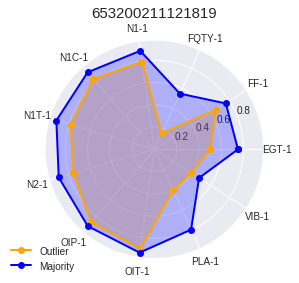 653200211121819
N1-1
FQTY-1
N1C-1
FF-1
0.8
0.6
0.4
0.2
N1T-1
EGT-1
N2-1
VIB-1
OIP-1
PLA-1
OIT-1
Outlier
Majority